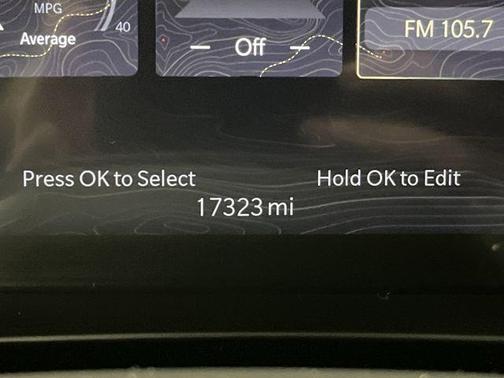 MPG
40
Average
— Off —
FM 105.7
Press OK to Select
Hold OK to Edit
17323 mi